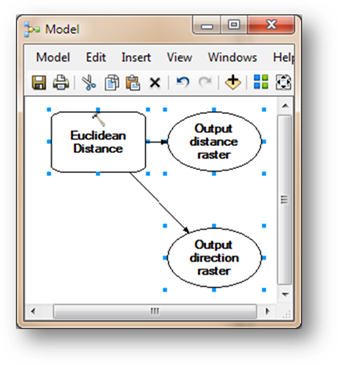 Model
Model Edit Insert View Windows Help
Euclidean
Distance
Output
distance
raster
Output
direction
raster